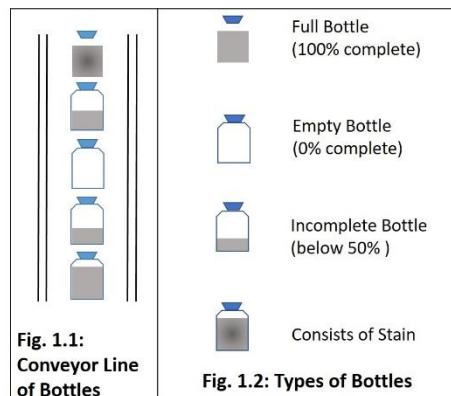 Full Bottle
(100% complete)
Empty Bottle
(0% complete)
Incomplete Bottle
(below 50% )
Consists of Stain
Fig. 1.1:
Conveyor Line
of Bottles
Fig. 1.2: Types of Bottles